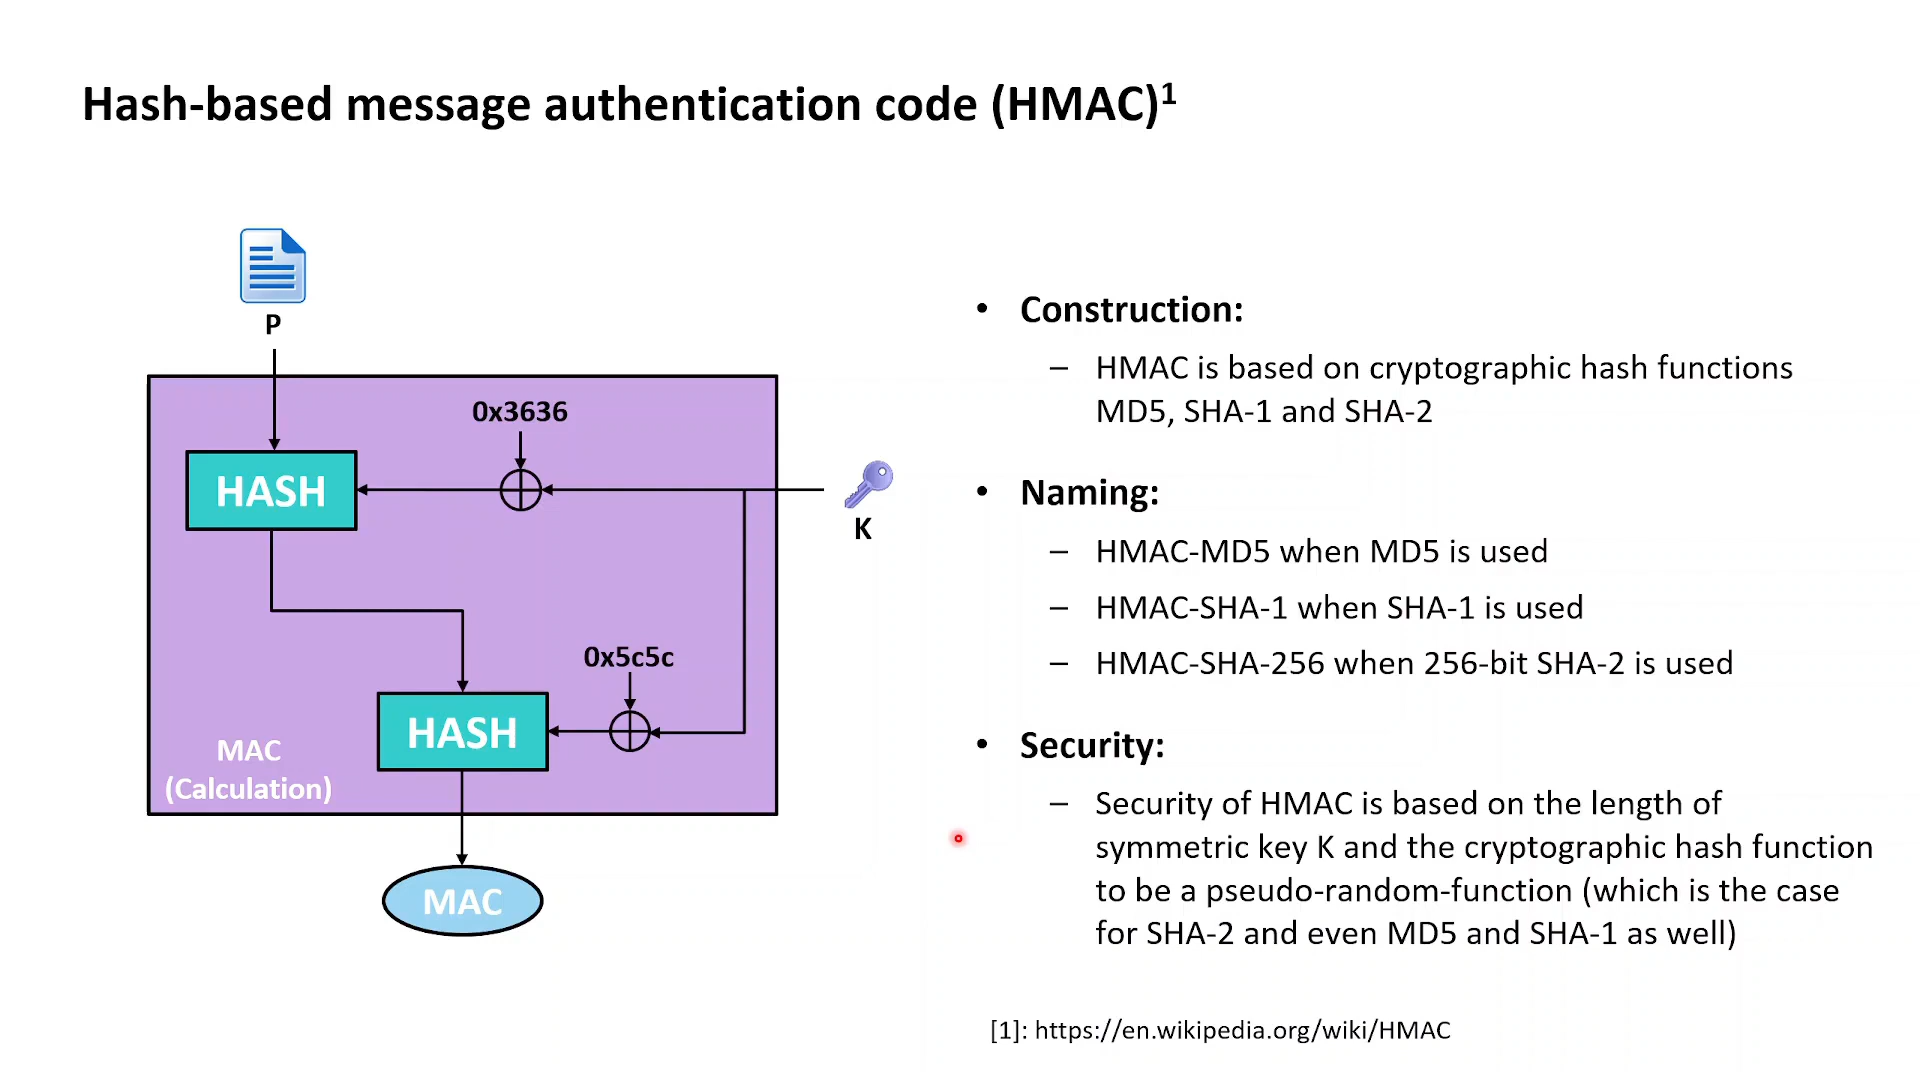 Hash-based message authentication code (HMAC)¹
P
0x3636
HASH
K
0x5c5c
HASH
MAC
(Calculation)
MAC
• Construction:
– HMAC is based on cryptographic hash functions
MD5, SHA-1 and SHA-2
• Naming:
– HMAC-MD5 when MD5 is used
– HMAC-SHA-1 when SHA-1 is used
– HMAC-SHA-256 when 256-bit SHA-2 is used
• Security:
– Security of HMAC is based on the length of
symmetric key K and the cryptographic hash function
to be a pseudo-random-function (which is the case
for SHA-2 and even MD5 and SHA-1 as well)
[1]: https://en.wikipedia.org/wiki/HMAC